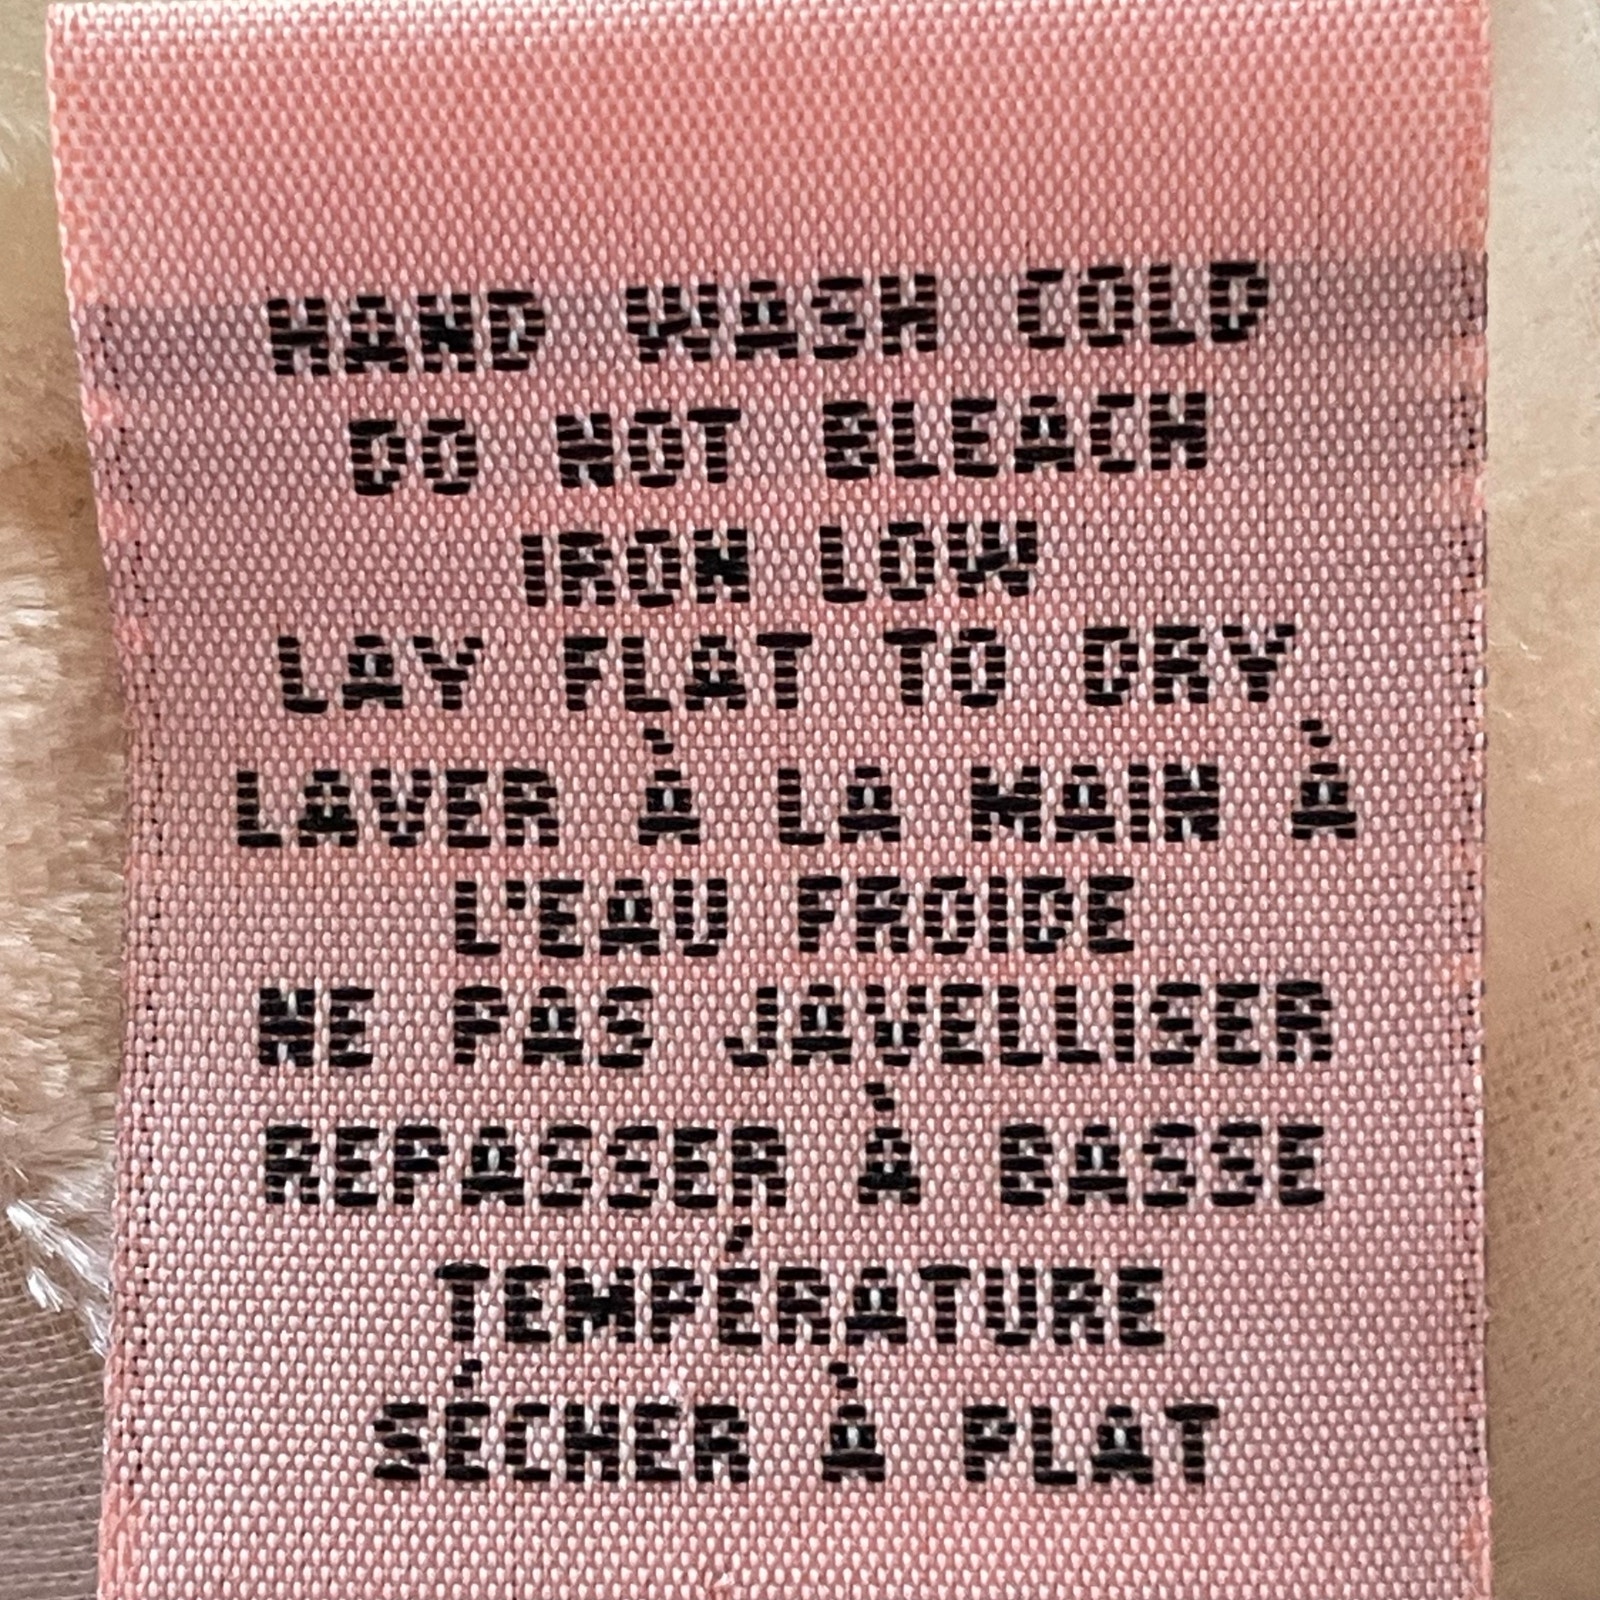 HAND WASH COLD
DO NOT BLEACH
IRON LOW
LAY FLAT TO DRY
LAVER À LA MAIN À
L'EAU FROIDE
NE PAS JAVELLISER
REPASSER À BASSE
TEMPÉRATURE
SÉCHER À PLAT